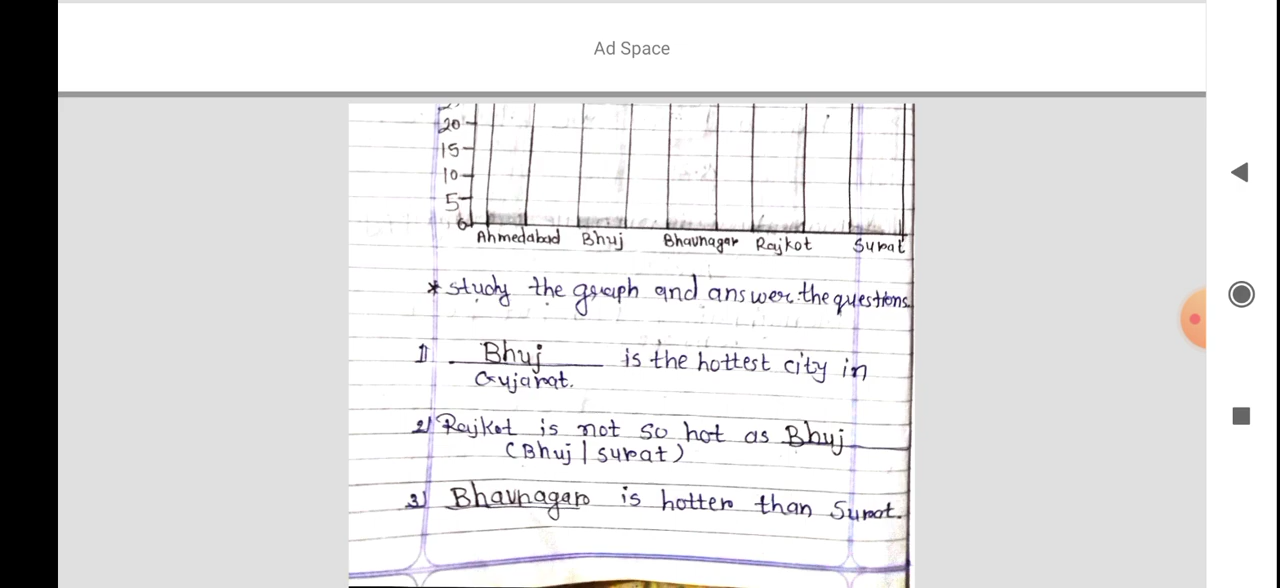 Ad Space
20
15
10
5
0
Ahmedabad Bhuj Bhavnagar Rajkot Surat
* study the graph and answer the questions
1) Bhuj is the hottest city in
Gujarat.
2) Rajkot is not so hot as Bhuj
(Bhuj | surat)
3) Bhavnagar is hotter than Surat.